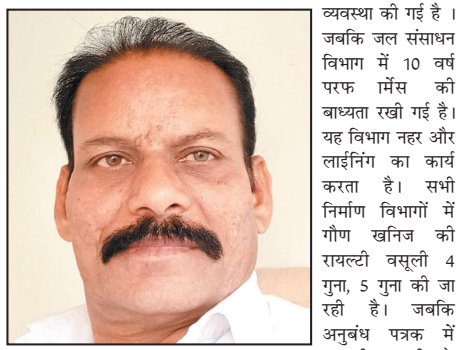 व्यवस्था की गई है ।
जबकि जल संसाधन
विभाग में 10 वर्ष
परफ ार्मेस की
बाध्यता रखी गई है।
यह विभाग नहर और
लाईनिंग का कार्य
करता है। सभी
निर्माण विभागों में
गौण खनिज की
रायल्टी वसूली 4
गुना, 5 गुना की जा
रही है। जबकि
अनुबंध पत्रक में